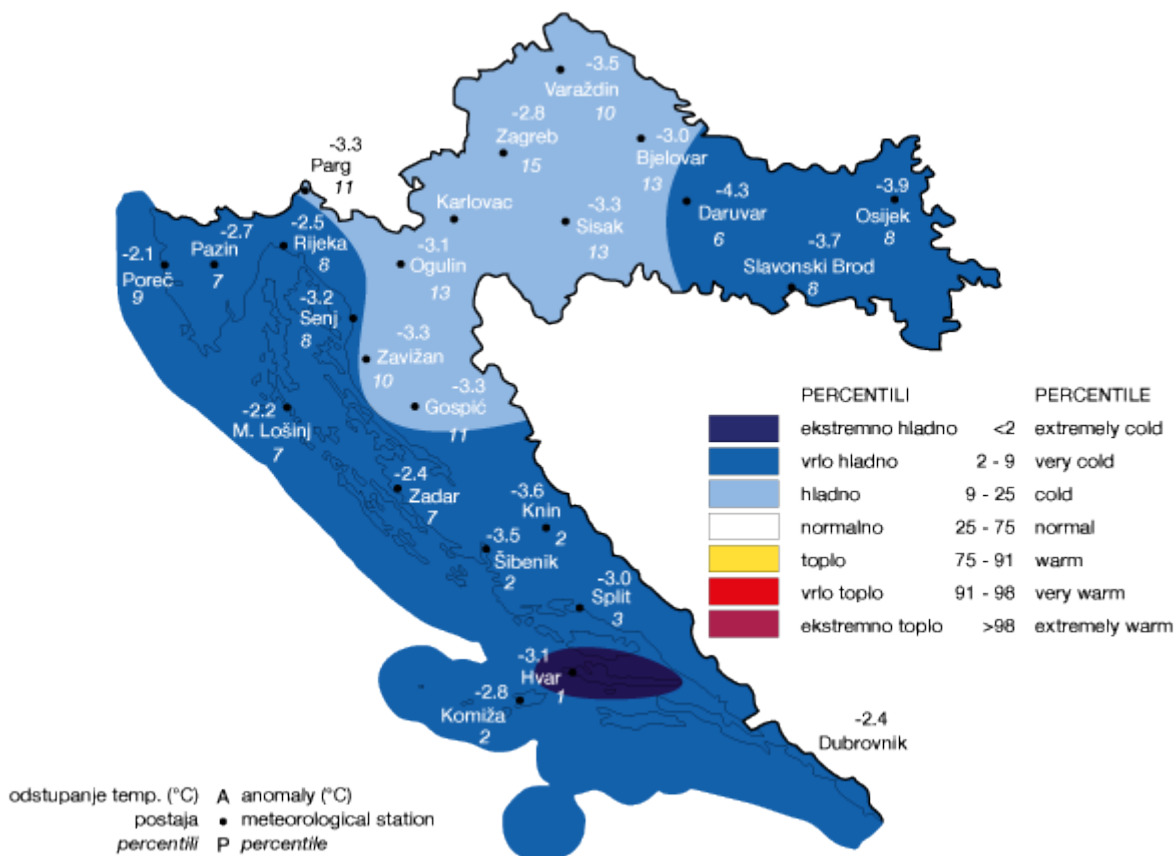 -3.5
Varaždin
10
-2.8
Zagreb
15
-3.0
Bjelovar
13
-3.3
Parg
11
Karlovac
-3.3
Sisak
13
-4.3
Daruvar
6
-3.9
Osijek
8
-3.7
Slavonski Brod
8
-2.1
Poreč
9
-2.7
Pazin
7
-2.5
Rijeka
8
-3.1
Ogulin
13
-3.2
Senj
8
-3.3
Zavižan
10
-3.3
Gospić
11
-2.2
M. Lošinj
7
-2.4
Zadar
7
-3.6
Knin
2
-3.5
Šibenik
2
-3.0
Split
3
-3.1
Hvar
1
-2.8
Komiža
2
-2.4
Dubrovnik
PERCENTILI PERCENTILE
ekstremno hladno <2 extremely cold
vrlo hladno 2 - 9 very cold
hladno 9 - 25 cold
normalno 25 - 75 normal
toplo 75 - 91 warm
vrlo toplo 91 - 98 very warm
ekstremno toplo >98 extremely warm
odstupanje temp. (°C) A anomaly (°C)
postaja • meteorological station
percentili P percentile